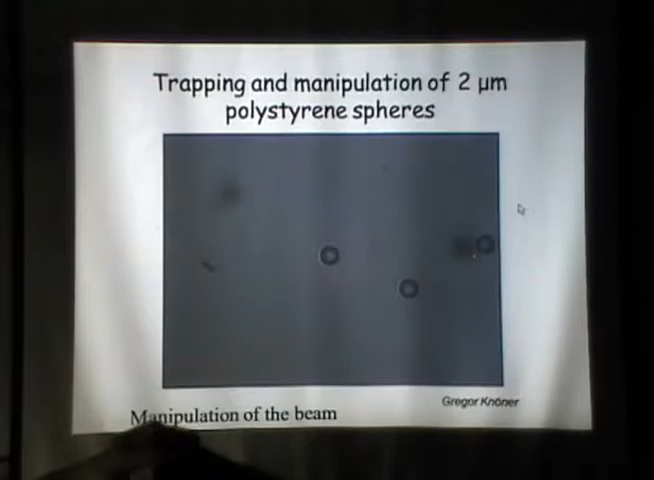 Trapping and manipulation of 2 µm
polystyrene spheres
Gregor Knöner
Manipulation of the beam